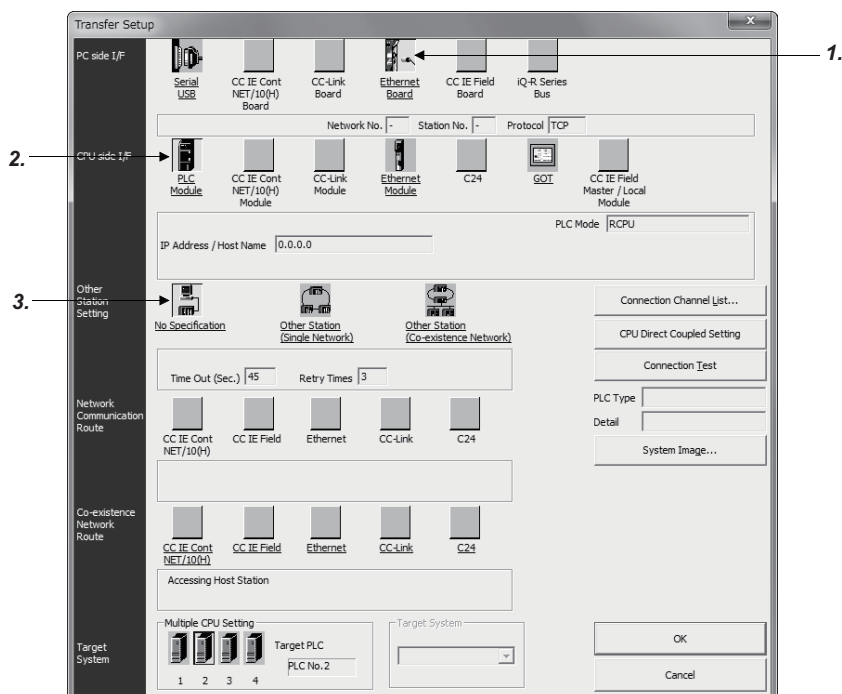 Transfer Setup
x
PC side I/F
Serial
USB
CC IE Cont
NET/10(H)
Board
CC-Link
Board
Ethernet
Board
CC IE Field
Board
iQ-R Series
Bus
1.
Network No. -
Station No. -
Protocol TCP
2.
CPU side I/F
PLC
Module
CC IE Cont
NET/10(H)
Module
CC-Link
Module
Ethernet
Module
C24
GOT
CC IE Field
Master / Local
Module
PLC Mode RCPU
IP Address / Host Name 0.0.0.0
3.
Other
Station
Setting
No Specification
Other Station
(Single Network)
Other Station
(Co-existence Network)
Connection Channel List...
CPU Direct Coupled Setting
Connection Test
Time Out (Sec.) 45
Retry Times 3
PLC Type
Detail
System Image...
Network
Communication
Route
CC IE Cont
NET/10(H)
CC IE Field
Ethernet
CC-Link
C24
Co-existence
Network
Route
CC IE Cont
NET/10(H)
CC IE Field
Ethernet
CC-Link
C24
Accessing Host Station
Target
System
Multiple CPU Setting
1 2 3 4
Target PLC
PLC No.2
Target System
OK
Cancel